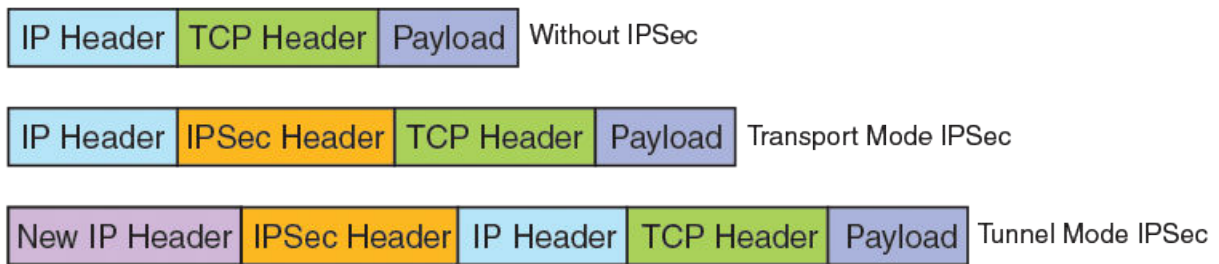 IP Header TCP Header Payload Without IPSec
IP Header IPSec Header TCP Header Payload Transport Mode IPSec
New IP Header IPSec Header IP Header TCP Header Payload Tunnel Mode IPSec